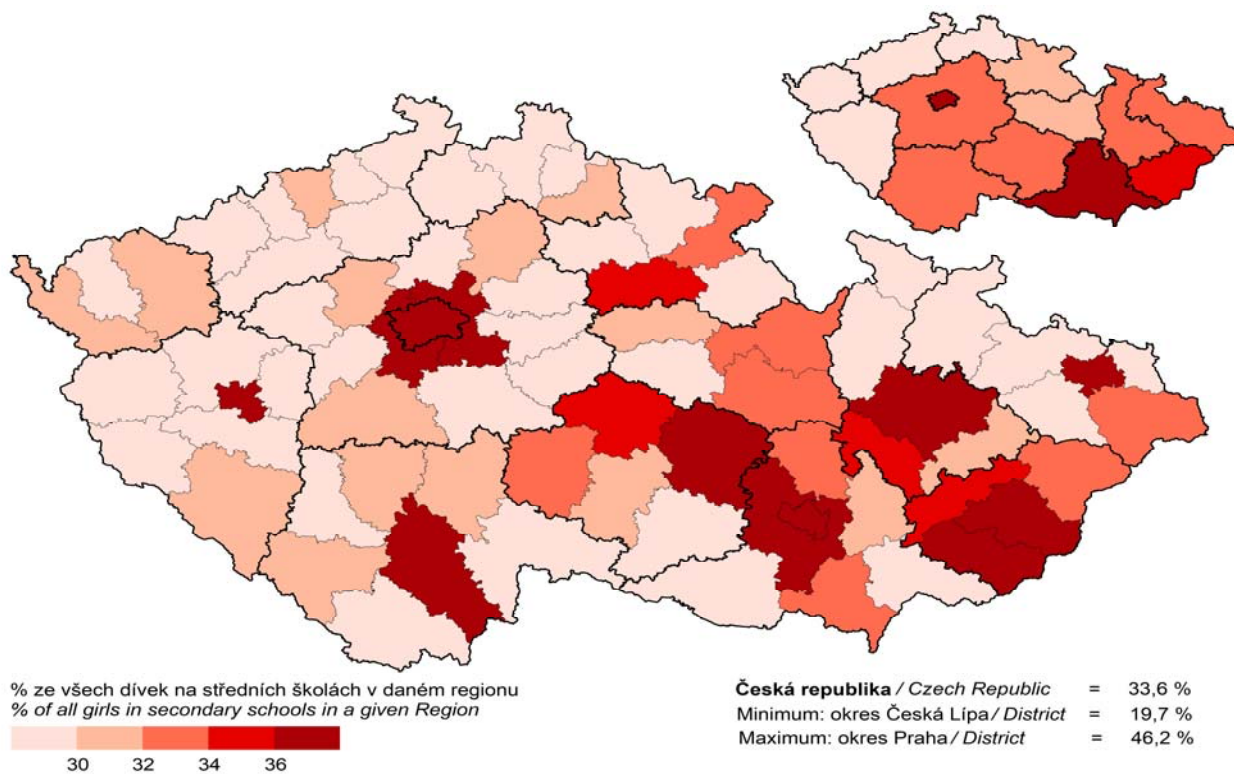 % ze všech dívek na středních školách v daném regionu
% of all girls in secondary schools in a given Region
30 32 34 36
Česká republika / Czech Republic = 33,6 %
Minimum: okres Česká Lípa / District = 19,7 %
Maximum: okres Praha / District = 46,2 %